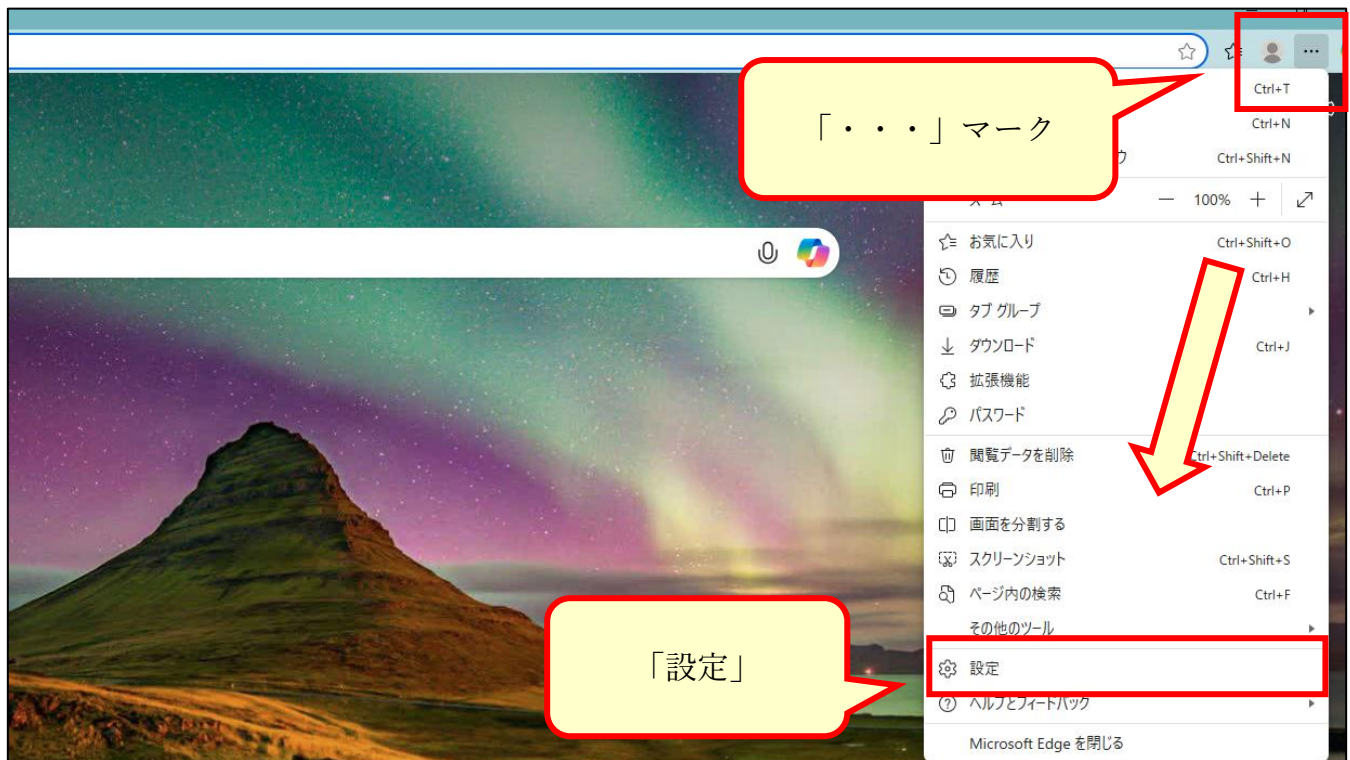 Ctrl+T
「・・・」マーク
Ctrl+N
Ctrl+Shift+N
100%
お気に入り Ctrl+Shift+O
履歴 Ctrl+H
タブ グループ
ダウンロード Ctrl+J
拡張機能
パスワード
閲覧データを削除 Ctrl+Shift+Delete
印刷 Ctrl+P
画面を分割する
スクリーンショット Ctrl+Shift+S
ページ内の検索 Ctrl+F
その他のツール
「設定」
設定
ヘルプとフィードバック
Microsoft Edge を閉じる